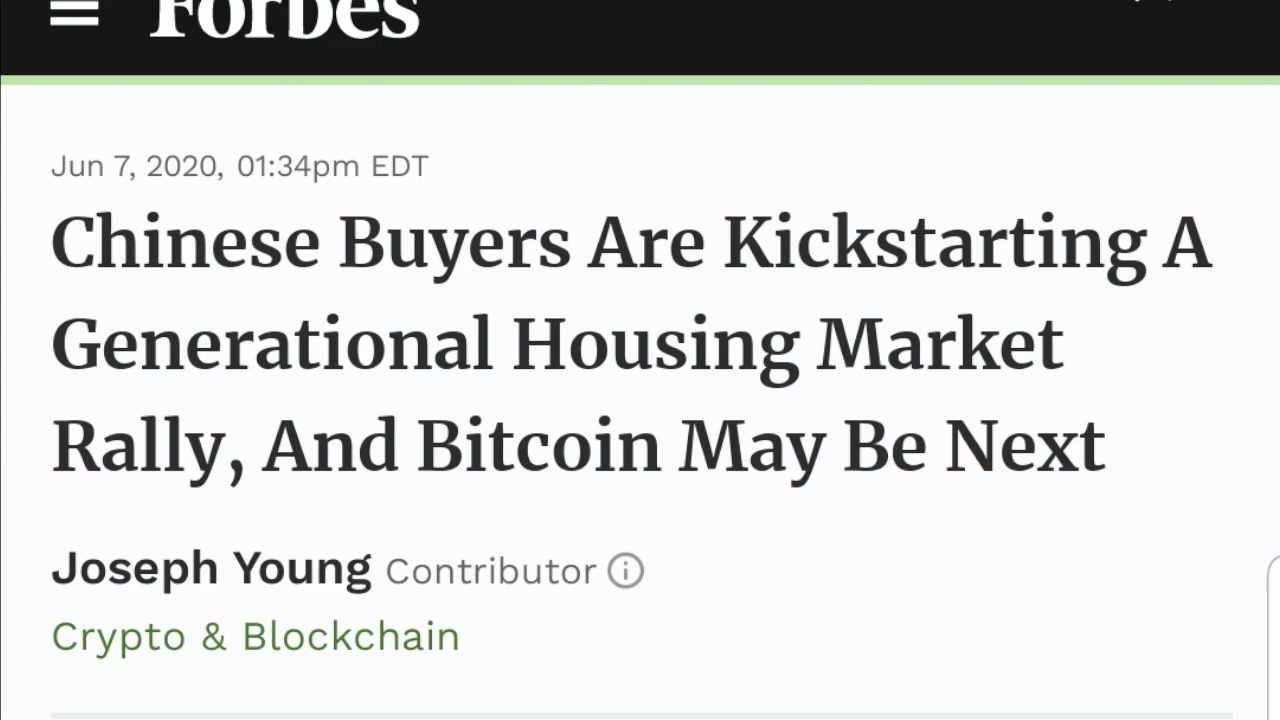 Forbes
Jun 7, 2020, 01:34pm EDT
Chinese Buyers Are Kickstarting A
Generational Housing Market
Rally, And Bitcoin May Be Next
Joseph Young Contributor
Crypto & Blockchain